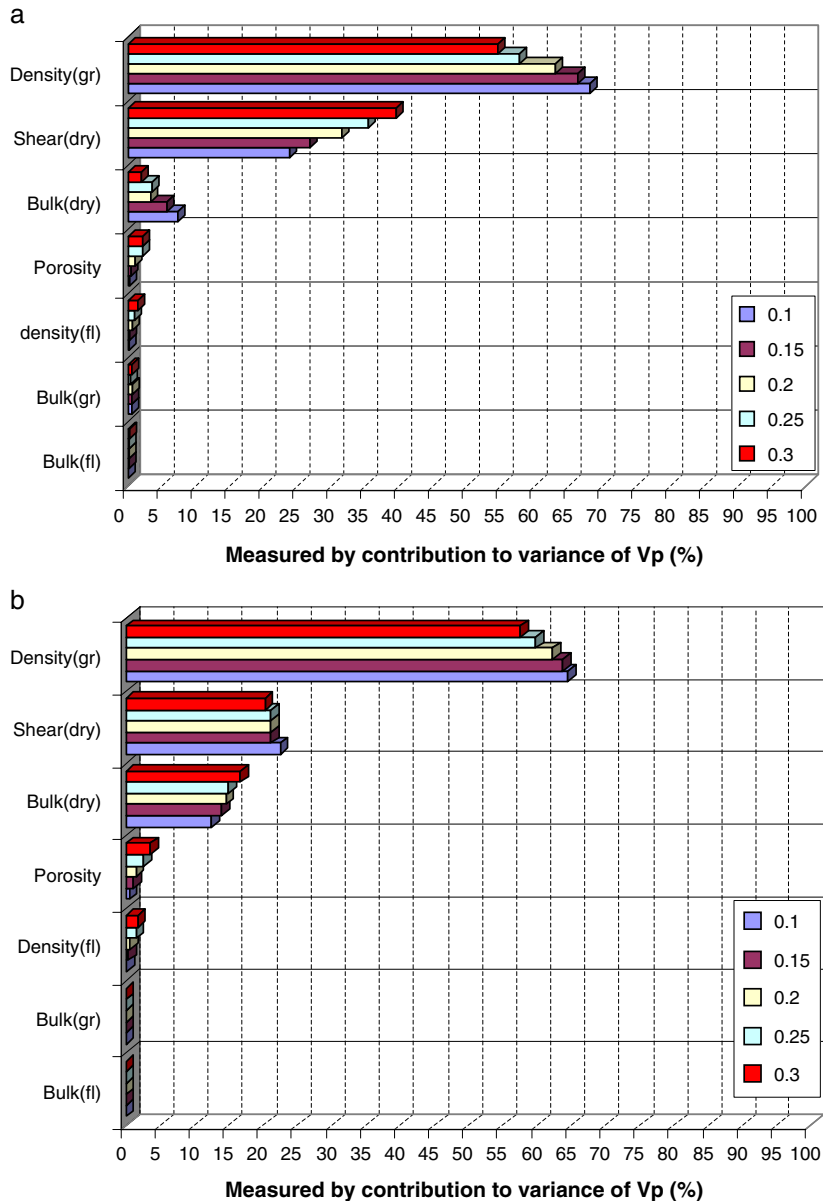 a
Density(gr)
Shear(dry)
Bulk(dry)
Porosity
density(fl)
Bulk(gr)
Bulk(fl)
0.1
0.15
0.2
0.25
0.3
0 5 10 15 20 25 30 35 40 45 50 55 60 65 70 75 80 85 90 95 100
Measured by contribution to variance of Vp (%)
b
Density(gr)
Shear(dry)
Bulk(dry)
Porosity
Density(fl)
Bulk(gr)
Bulk(fl)
0.1
0.15
0.2
0.25
0.3
0 5 10 15 20 25 30 35 40 45 50 55 60 65 70 75 80 85 90 95 100
Measured by contribution to variance of Vp (%)